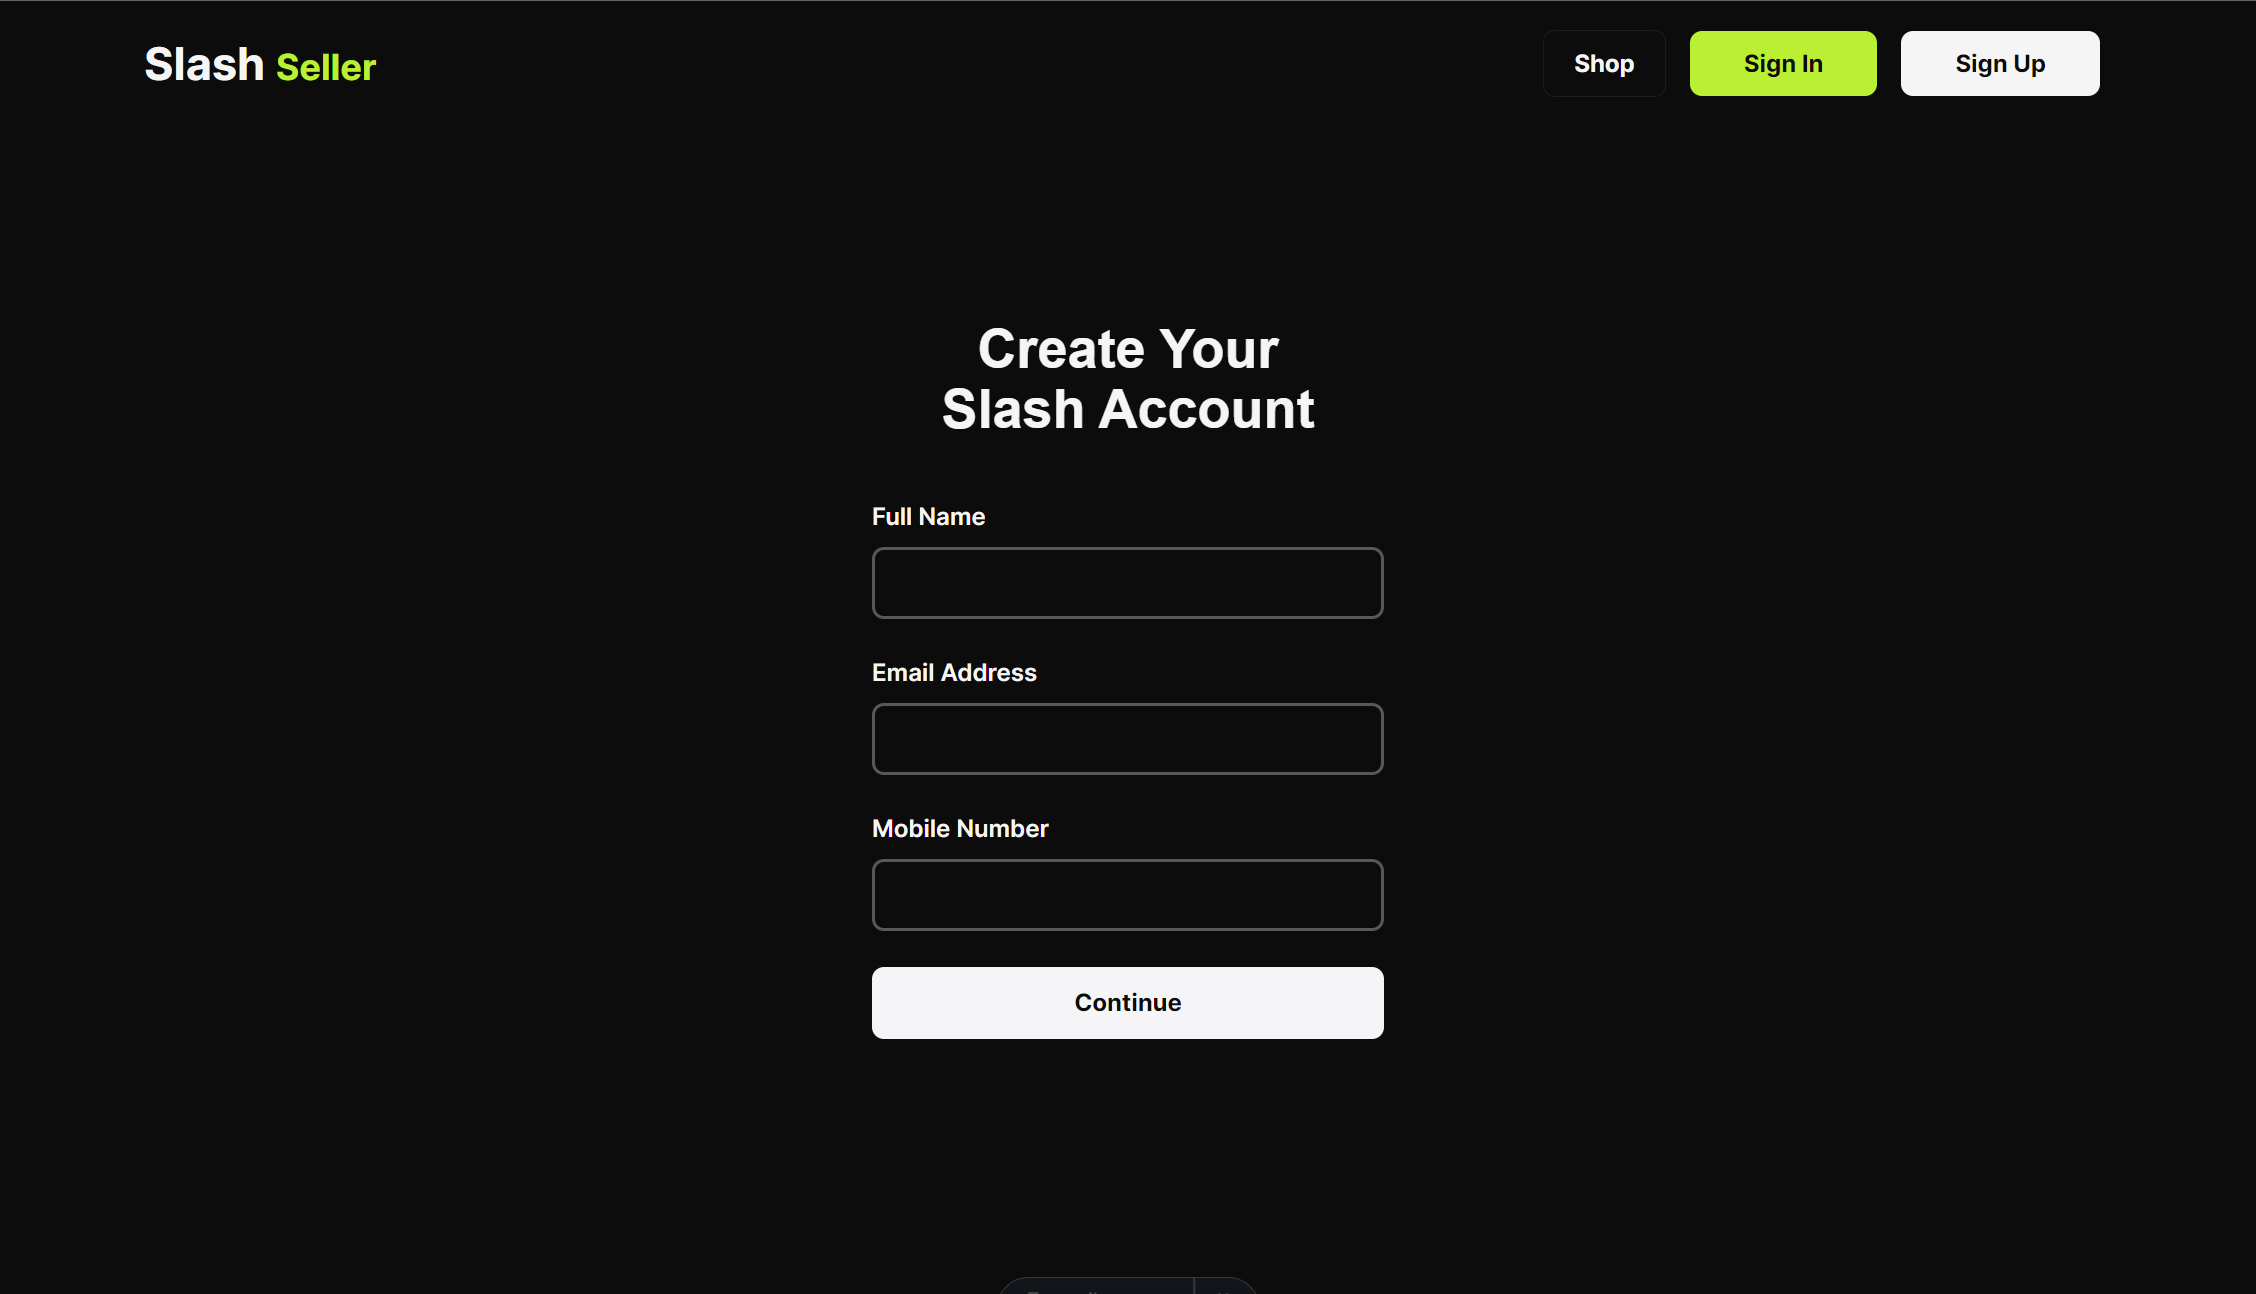 Slash Seller
Shop
Sign In
Sign Up
Create Your
Slash Account
Full Name
Email Address
Mobile Number
Continue